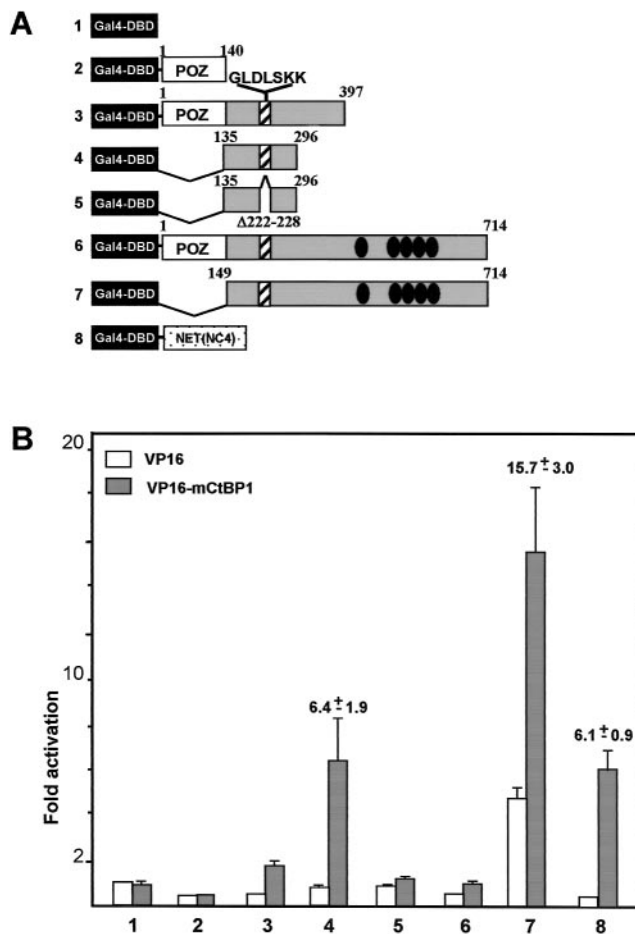 A
1 Gal4-DBD
1 140
2 Gal4-DBD POZ
GLDLSKK
1 397
3 Gal4-DBD POZ
135 296
4 Gal4-DBD
135 296
5 Gal4-DBD
Δ222-228
1 714
6 Gal4-DBD POZ
149 714
7 Gal4-DBD
8 Gal4-DBD NET(NC4)
B
20
VP16
VP16-mCtBP1
15.7 ± 3.0
10
6.4 ± 1.9
6.1 ± 0.9
Fold activation
2
1 2 3 4 5 6 7 8